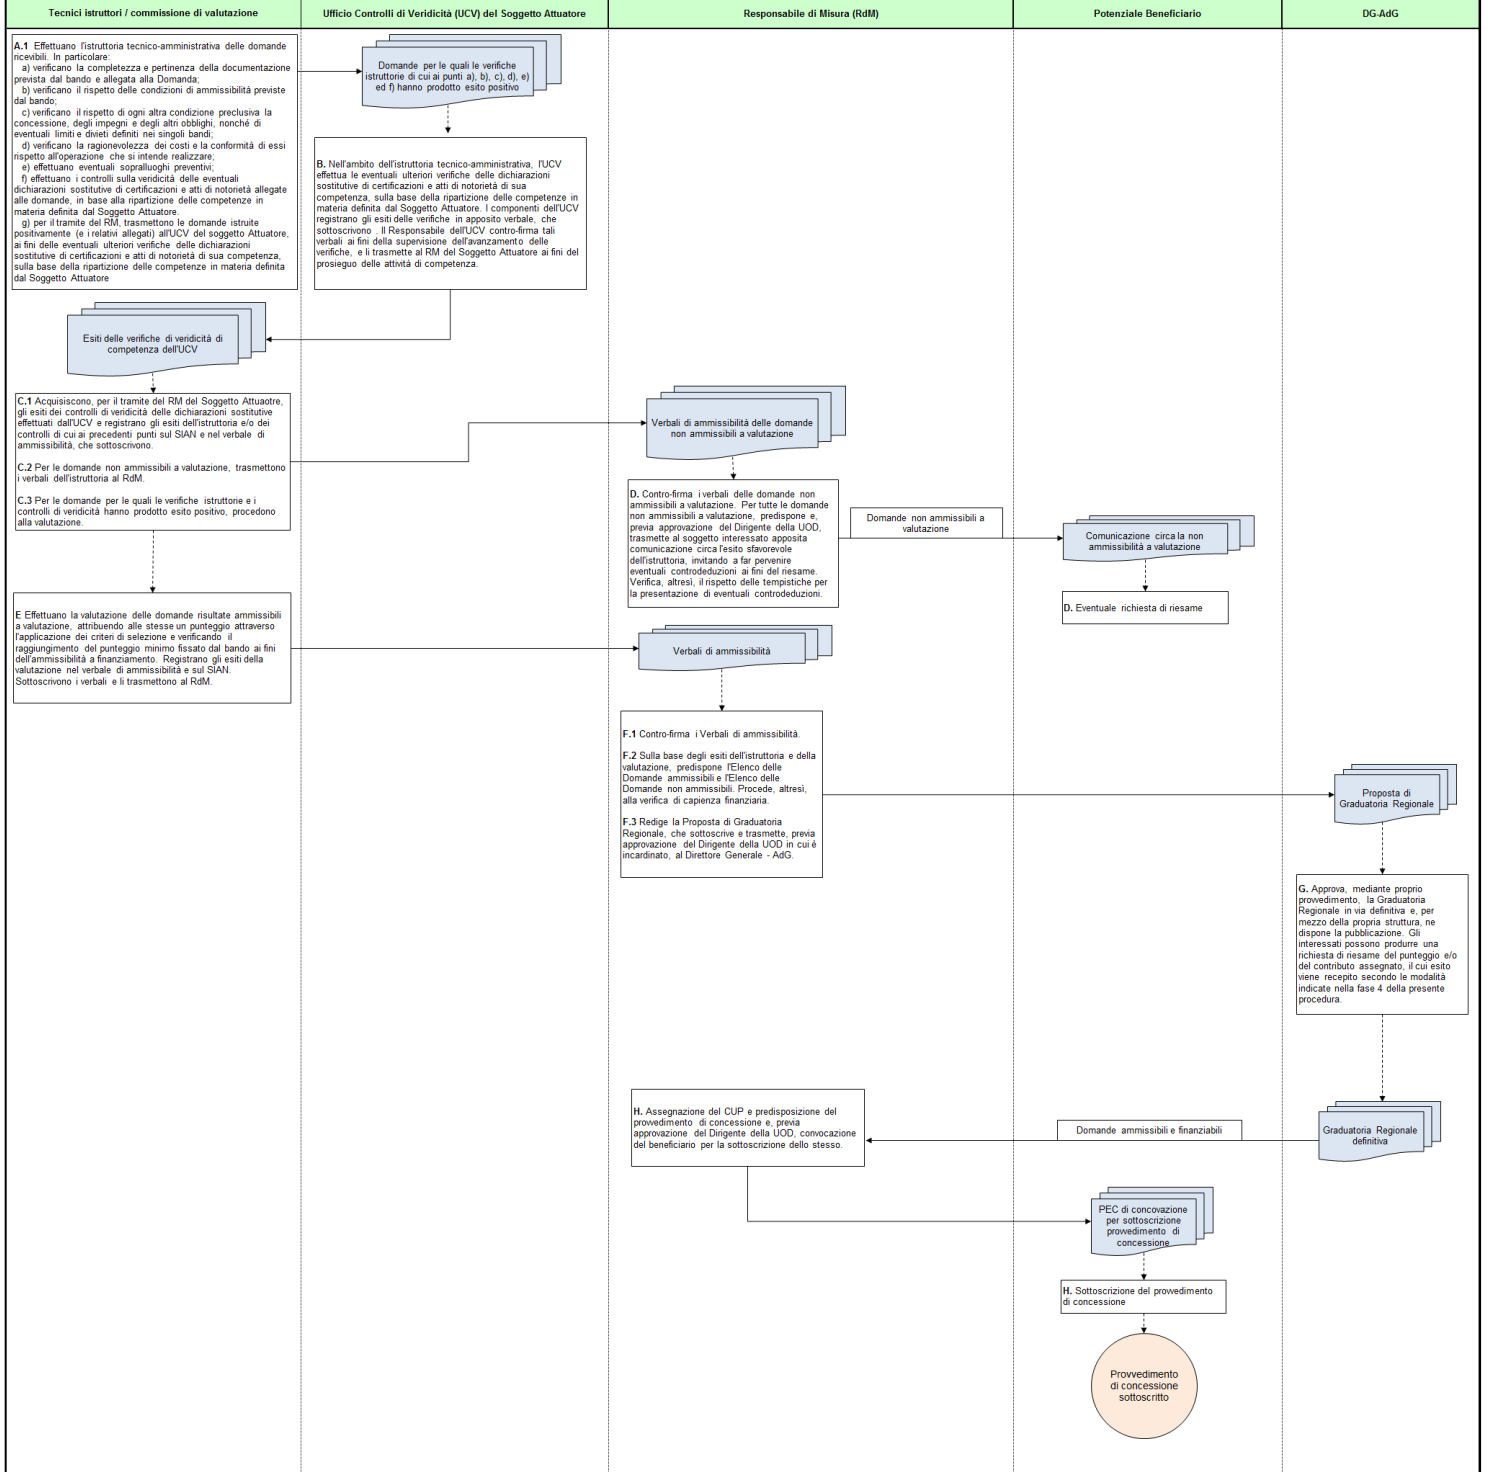 Tecnici istruttori / commissione di valutazione
Ufficio Controlli di Veridicità (UCV) del Soggetto Attuatore
Responsabile di Misura (RdM)
Potenziale Beneficiario
DG-AdG
A.1 Effettuano l'istruttoria tecnico-amministrativa delle domande
ricevibili. In particolare:
a) verificano la completezza e pertinenza della documentazione
prevista dal bando e allegata alla Domanda;
b) verificano il rispetto delle condizioni di ammissibilità previste
dal bando;
c) verificano il rispetto di ogni altra condizione preclusiva la
concessione, degli impegni e degli altri obblighi, nonché di
eventuali limiti e divieti definiti nei singoli bandi;
d) verificano la ragionevolezza dei costi e la conformità di essi
rispetto all'operazione che si intende realizzare;
e) effettuano eventuali sopralluoghi preventivi;
f) effettuano i controlli sulla veridicità delle eventuali
dichiarazioni sostitutive di certificazioni e atti di notorietà allegate
alle domande, in base alla ripartizione delle competenze in
materia definita dal Soggetto Attuatore.
g) per il tramite del RM, trasmettono le domande istruite
positivamente (e i relativi allegati) all'UCV del soggetto Attuatore,
ai fini delle eventuali ulteriori verifiche delle dichiarazioni
sostitutive di certificazioni e atti di notorietà di sua competenza,
sulla base della ripartizione delle competenze in materia definita
dal Soggetto Attuatore
Domande per le quali le verifiche
istruttorie di cui ai punti a), b), c), d), e)
ed f) hanno prodotto esito positivo
B. Nell'ambito dell'istruttoria tecnico-amministrativa, l'UCV
effettua le eventuali ulteriori verifiche delle dichiarazioni
sostitutive di certificazioni e atti di notorietà di sua
competenza, sulla base della ripartizione delle competenze in
materia definita dal Soggetto Attuatore. I componenti dell'UCV
registrano gli esiti delle verifiche in apposito verbale, che
sottoscrivono . Il Responsabile dell'UCV contro-firma tali
verbali ai fini della supervisione dell'avanzamento delle
verifiche, e li trasmette al RM del Soggetto Attuatore ai fini del
prosieguo delle attività di competenza.
Esiti delle verifiche di veridicità di
competenza dell'UCV
C.1 Acquisiscono, per il tramite del RM del Soggetto Attuaotre,
gli esiti dei controlli di veridicità delle dichiarazioni sostitutive
effettuati dall'UCV e registrano gli esiti dell'istruttoria e/o dei
controlli di cui ai precedenti punti sul SIAN e nel verbale di
ammissibilità, che sottoscrivono.
C.2 Per le domande non ammissibili a valutazione, trasmettono
i verbali dell'istruttoria al RdM.
C.3 Per le domande per le quali le verifiche istruttorie e i
controlli di veridicità hanno prodotto esito positivo, procedono
alla valutazione.
Verbali di ammissibilità delle domande
non ammissibili a valutazione
D. Contro-firma i verbali delle domande non
ammissibili a valutazione. Per tutte le domande
non ammissibili a valutazione, predispone e,
previa approvazione del Dirigente della UOD,
trasmette al soggetto interessato apposita
comunicazione circa l'esito sfavorevole
dell'istruttoria, invitando a far pervenire
eventuali controdeduzioni ai fini del riesame.
Verifica, altresì, il rispetto delle tempistiche per
la presentazione di eventuali controdeduzioni.
Domande non ammissibili a
valutazione
Comunicazione circa la non
ammissibilità a valutazione
D. Eventuale richiesta di riesame
E Effettuano la valutazione delle domande risultate ammissibili
a valutazione, attribuendo alle stesse un punteggio attraverso
l'applicazione dei criteri di selezione e verificando il
raggiungimento del punteggio minimo fissato dal bando ai fini
dell'ammissibilità a finanziamento. Registrano gli esiti della
valutazione nel verbale di ammissibilità e sul SIAN.
Sottoscrivono i verbali e li trasmettono al RdM.
Verbali di ammissibilità
F.1 Contro-firma i Verbali di ammissibilità.
F.2 Sulla base degli esiti dell'istruttoria e della
valutazione, predispone l'Elenco delle
Domande ammissibili e l'Elenco delle
Domande non ammissibili. Procede, altresì,
alla verifica di capienza finanziaria.
F.3 Redige la Proposta di Graduatoria
Regionale, che sottoscrive e trasmette, previa
approvazione del Dirigente della UOD in cui è
incardinato, al Direttore Generale - AdG.
Proposta di
Graduatoria Regionale
G. Approva, mediante proprio
provvedimento, la Graduatoria
Regionale in via definitiva e, per
mezzo della propria struttura, ne
dispone la pubblicazione. Gli
interessati possono produrre una
richiesta di riesame del punteggio e/o
del contributo assegnato, il cui esito
viene recepito secondo le modalità
indicate nella fase 4 della presente
procedura.
H. Assegnazione del CUP e predisposizione del
provvedimento di concessione e, previa
approvazione del Dirigente della UOD, convocazione
del beneficiario per la sottoscrizione dello stesso.
Domande ammissibili e finanziabili
Graduatoria Regionale
definitiva
PEC di concovazione
per sottoscrizione
provvedimento di
concessione
H. Sottoscrizione del provvedimento
di concessione
Provvedimento
di concessione
sottoscritto